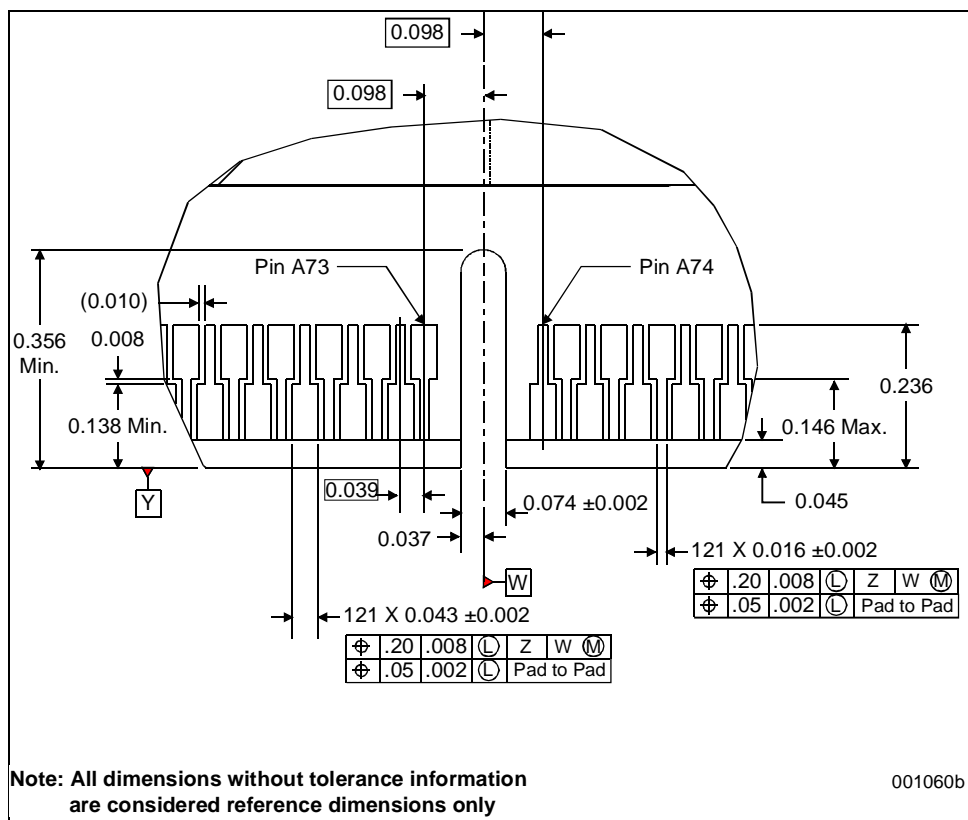 0.098
0.098
Pin A73
Pin A74
(0.010)
0.356
Min.
0.008
0.138 Min.
0.236
0.146 Max.
0.045
Y
0.039
0.074 ±0.002
0.037
W
121 X 0.016 ±0.002
⌖ .20 .008 Ⓛ Z W Ⓜ
⌖ .05 .002 Ⓛ Pad to Pad
121 X 0.043 ±0.002
⌖ .20 .008 Ⓛ Z W Ⓜ
⌖ .05 .002 Ⓛ Pad to Pad
Note: All dimensions without tolerance information
are considered reference dimensions only
001060b